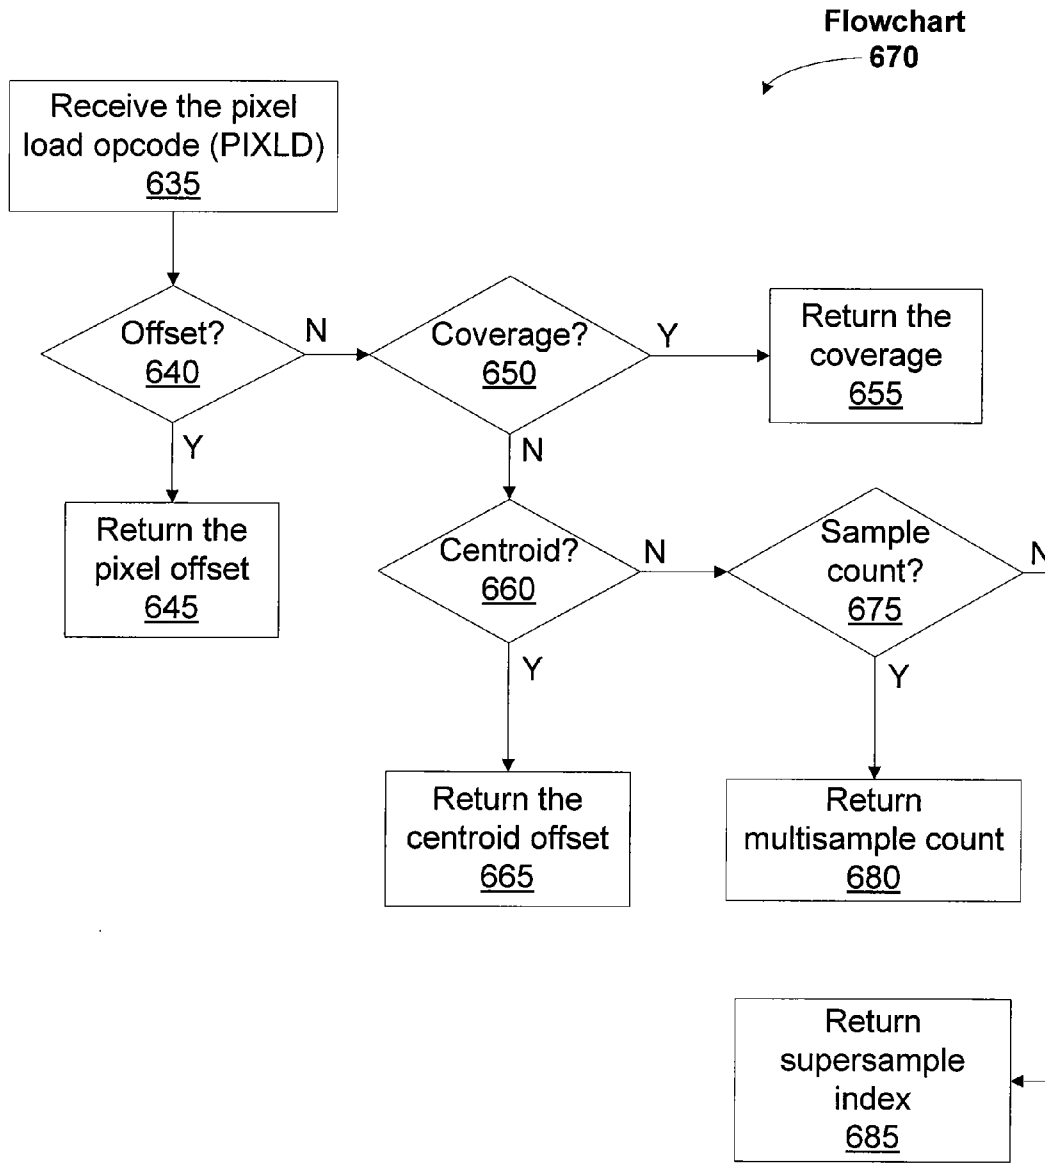 Flowchart
670
Receive the pixel
load opcode (PIXLD)
635
Offset?
640
N
Coverage?
650
Y
Return the
coverage
655
Y
N
Return the
pixel offset
645
Centroid?
660
N
Sample
count?
675
N
Y
Y
Return the
centroid offset
665
Return
multisample count
680
Return
supersample
index
685